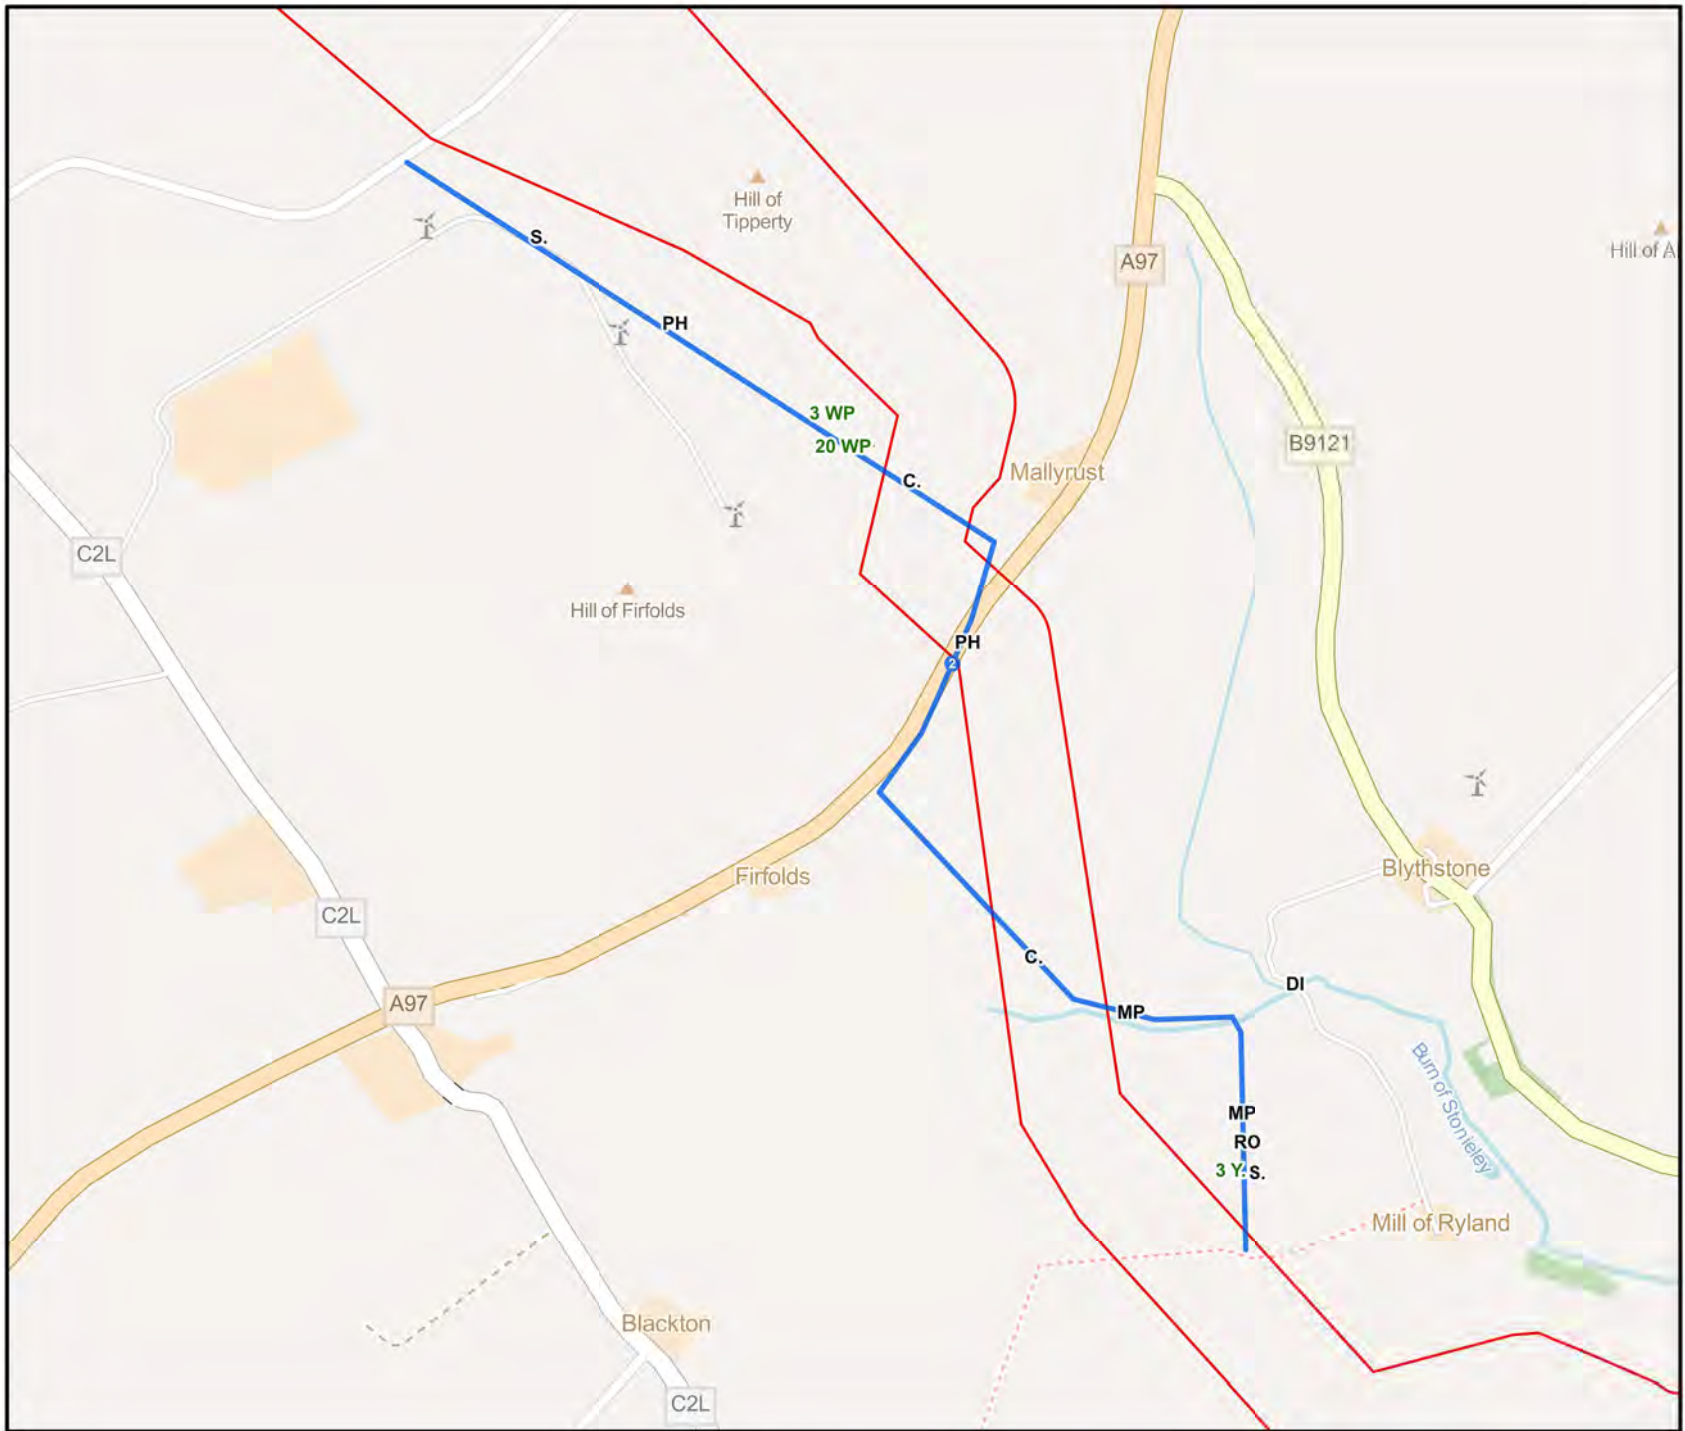 Hill of
Tipperty
S.
Hill of A
A97
PH
3 WP
20 WP
B9121
Mallyrust
C.
C2L
Hill of Firfolds
PH
2
Blythstone
Firfolds
C2L
C.
DI
A97
MP
Burn of Stonieley
MP
RO
3 Y.
S.
Mill of Ryland
Blackton
C2L